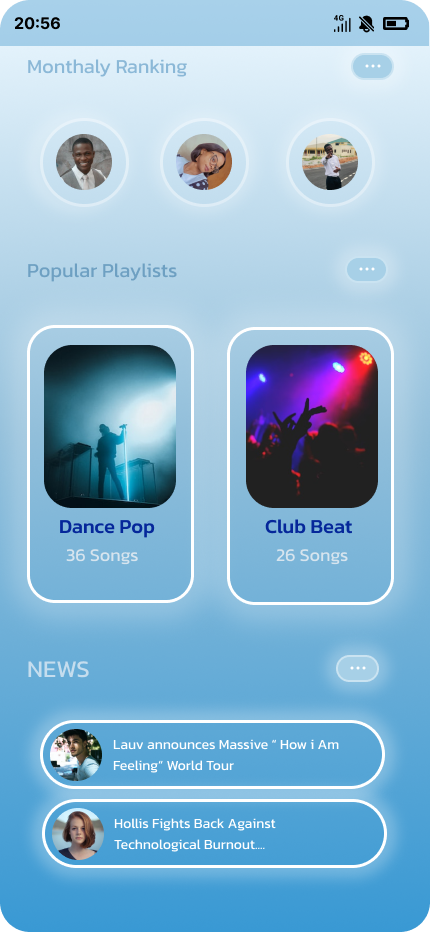 20:56
4G
Monthaly Ranking
Popular Playlists
Dance Pop
Club Beat
36 Songs
26 Songs
NEWS
Lauv announces Massive “ How i Am
Feeling” World Tour
Hollis Fights Back Against
Technological Burnout....